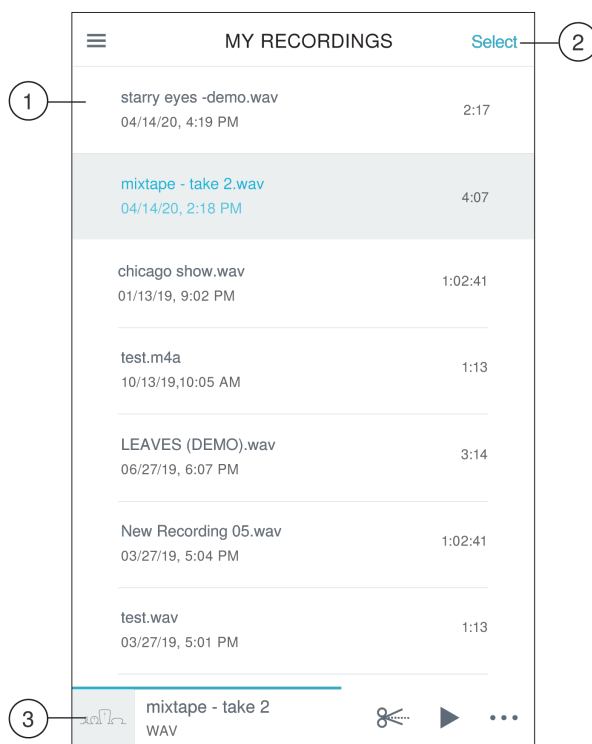 MY RECORDINGS Select 2
1 starry eyes -demo.wav
04/14/20, 4:19 PM 2:17
mixtape - take 2.wav
04/14/20, 2:18 PM 4:07
chicago show.wav
01/13/19, 9:02 PM 1:02:41
test.m4a
10/13/19,10:05 AM 1:13
LEAVES (DEMO).wav
06/27/19, 6:07 PM 3:14
New Recording 05.wav
03/27/19, 5:04 PM 1:02:41
test.wav
03/27/19, 5:01 PM 1:13
3 mixtape - take 2
WAV